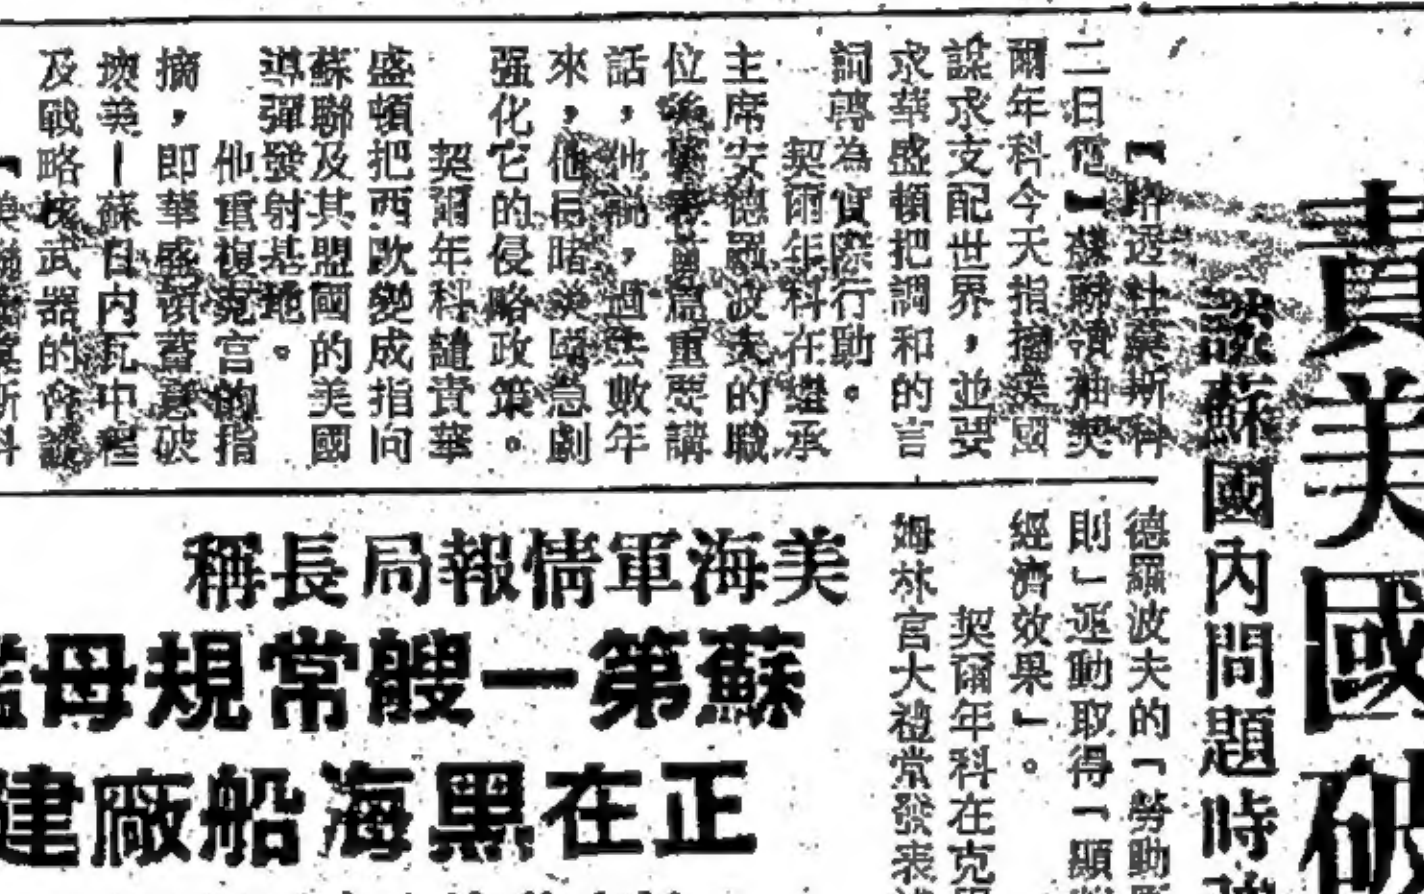 責美國破
談蘇國內問題時強
【路透社莫斯科
二日電】蘇聯領袖契
爾年科今天指摘美國
謀求支配世界，並要
求華盛頓把調和的言
詞轉為實際行動。
契爾年科在繼承
主席安德羅波夫的職
位後發表首篇重要講
話，他說，過去數年
來，他目睹美國急劇
强化它的侵略政策。
契爾年科譴責華
盛頓把西歐變成指向
蘇聯及其盟國的美國
導彈發射基地。
他重複克宮的指
摘，即華盛頓蓄意破
壞美—蘇日內瓦中程
及戰略核武器的會談
德羅波夫的「勞動
則」運動取得「顯
經濟效果」。
契爾年科在克里
姆林宮大禮堂發表
美海軍情報局長稱
蘇第一艘常規母艦
正在黑海船廠建